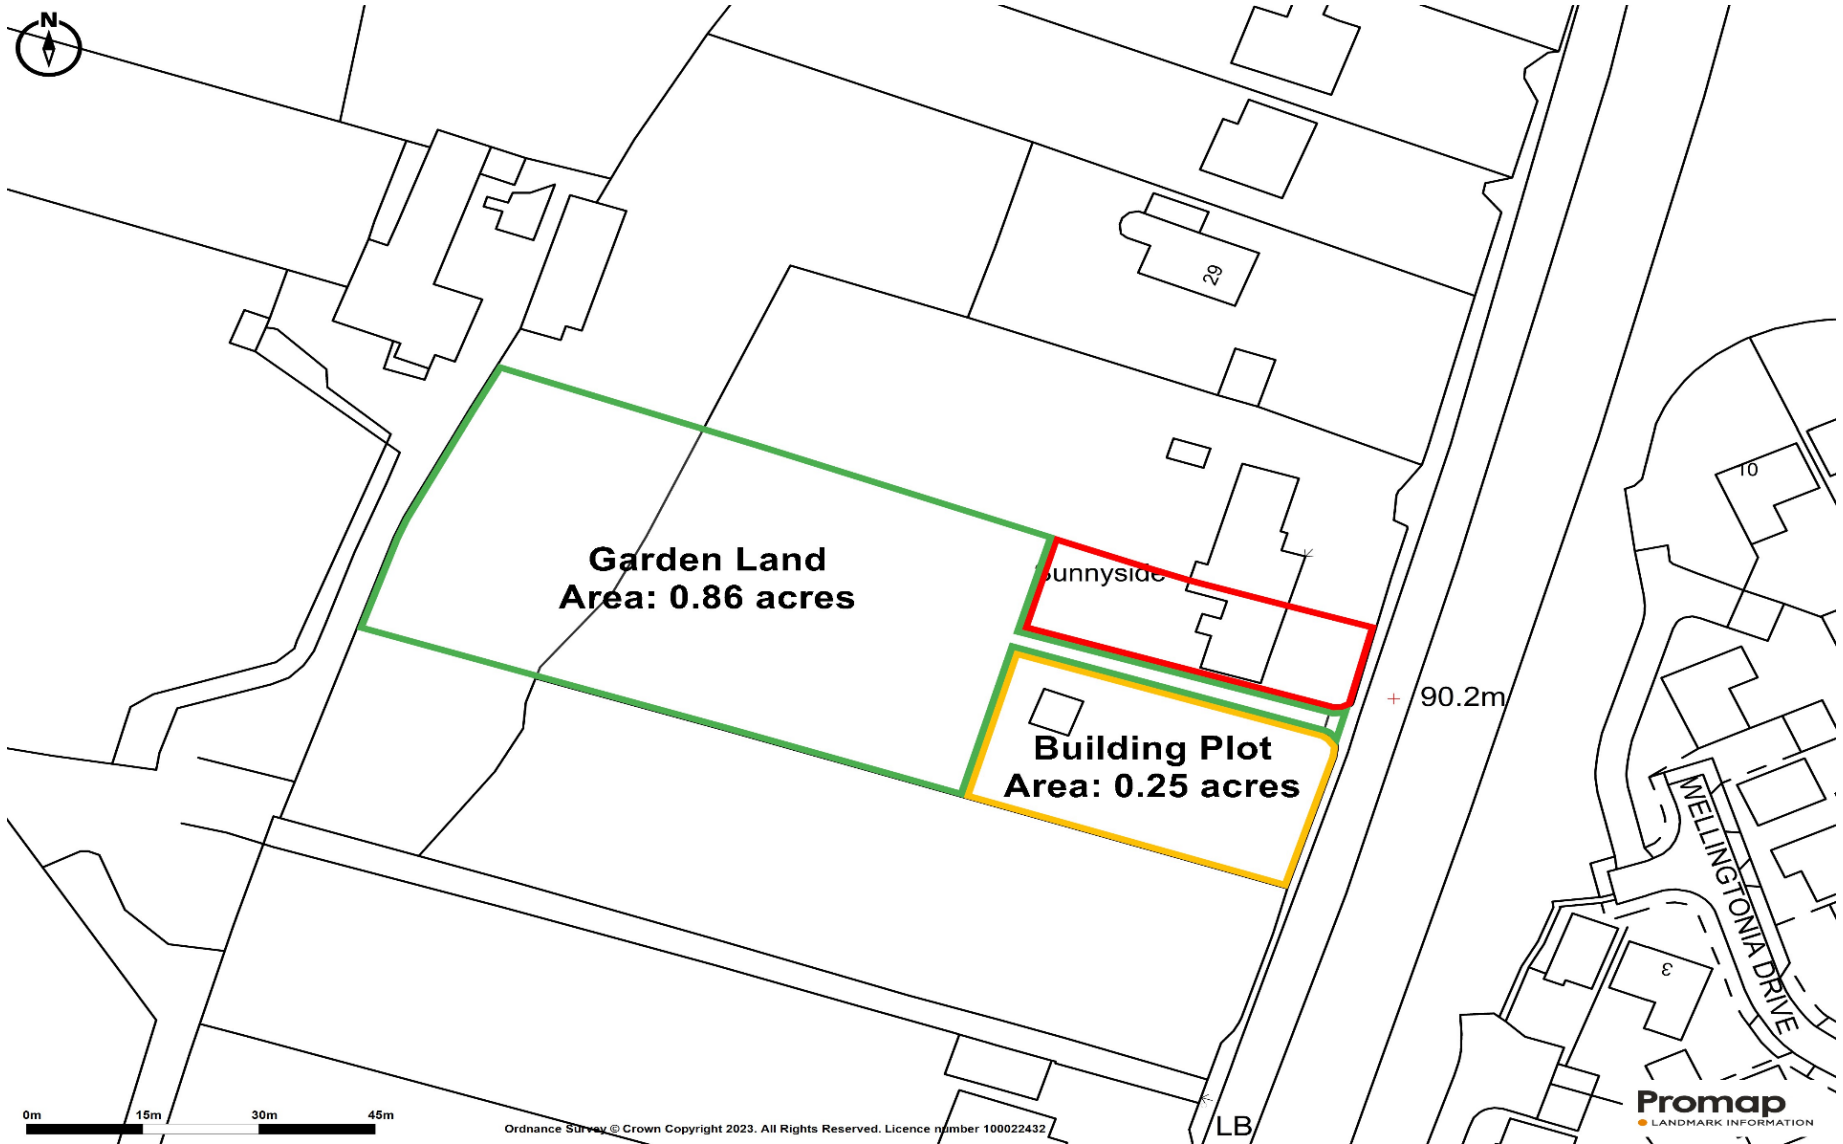 N
29
10
Sunnyside
Garden Land
Area: 0.86 acres
90.2m
Building Plot
Area: 0.25 acres
WELLINGTONIA DRIVE
3
0m 15m 30m 45m
Ordnance Survey © Crown Copyright 2023. All Rights Reserved. Licence number 100022432
LB
Promap
LANDMARK INFORMATION